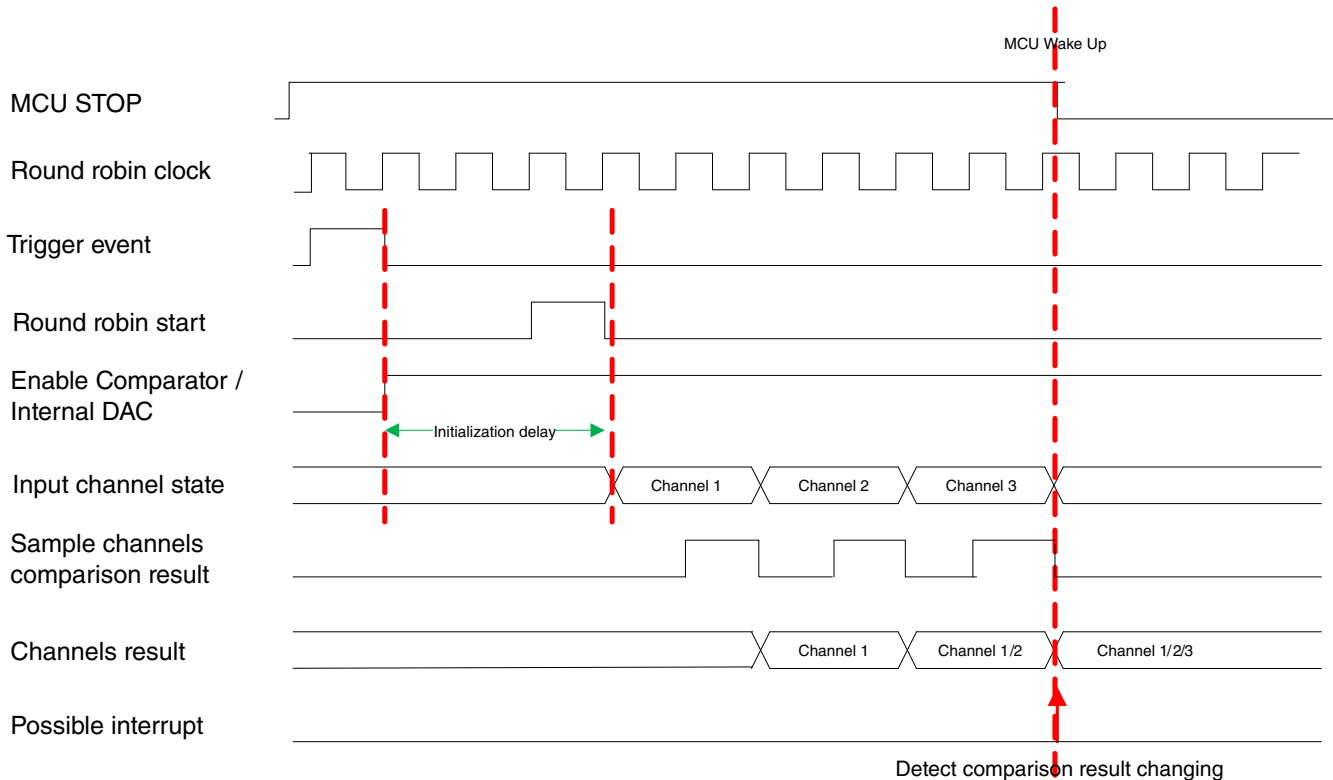 MCU Wake Up
MCU STOP
Round robin clock
Trigger event
Round robin start
Enable Comparator /
Internal DAC
Initialization delay
Input channel state
Channel 1
Channel 2
Channel 3
Sample channels
comparison result
Channels result
Channel 1
Channel 1/2
Channel 1/2/3
Possible interrupt
Detect comparison result changing